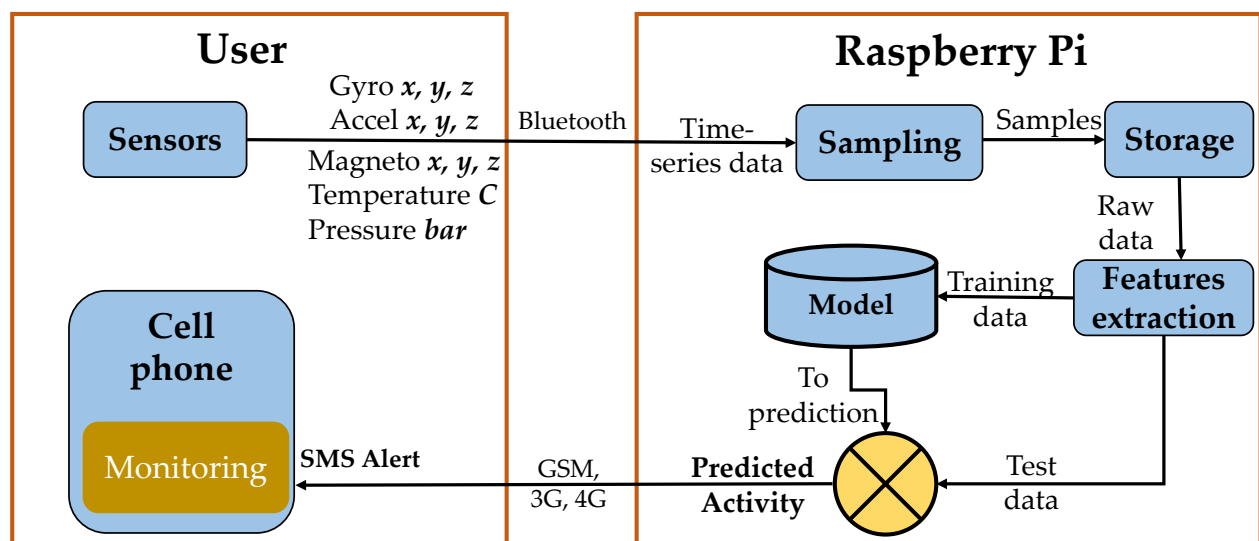 User
Gyro x, y, z
Accel x, y, z
Sensors
Magneto x, y, z
Temperature C
Pressure bar
Bluetooth
Raspberry Pi
Time-
series data
Sampling
Samples
Storage
Raw
data
Features
extraction
Training
data
Model
To
prediction
Test
data
Predicted
Activity
GSM,
3G, 4G
SMS Alert
Cell
phone
Monitoring